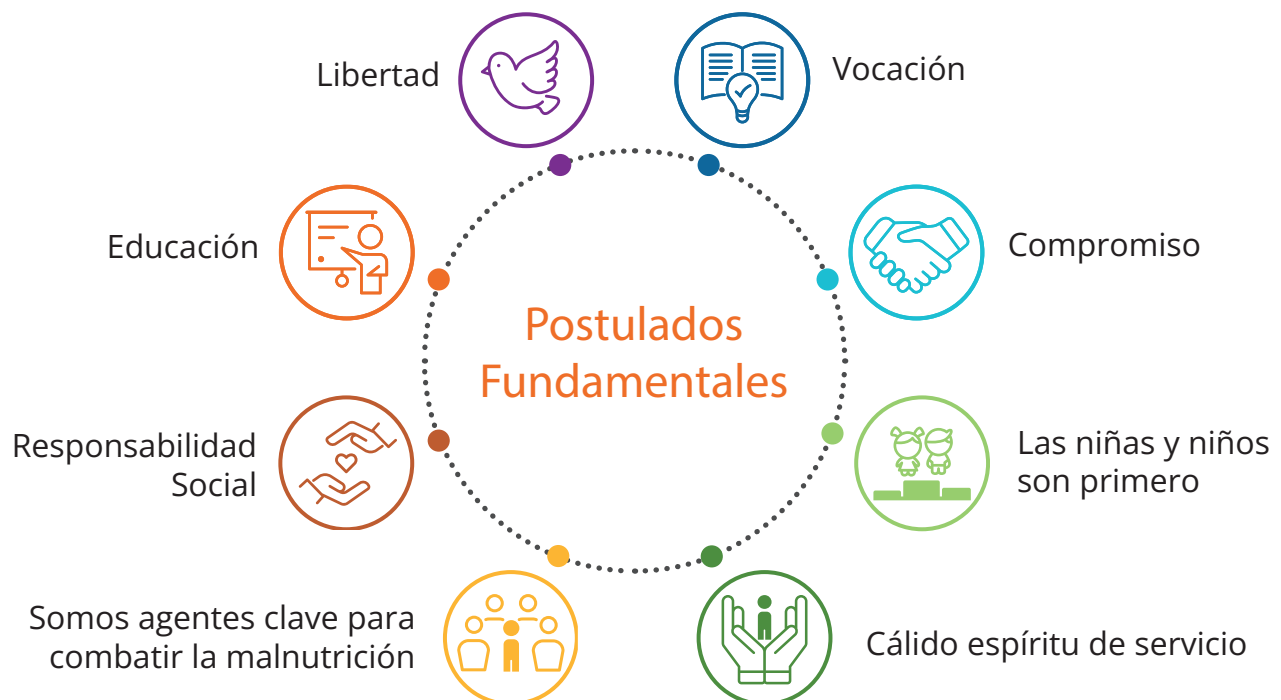 Libertad
Vocación
Educación
Compromiso
Postulados
Fundamentales
Responsabilidad
Social
Las niñas y niños
son primero
Somos agentes clave para
combatir la malnutrición
Cálido espíritu de servicio